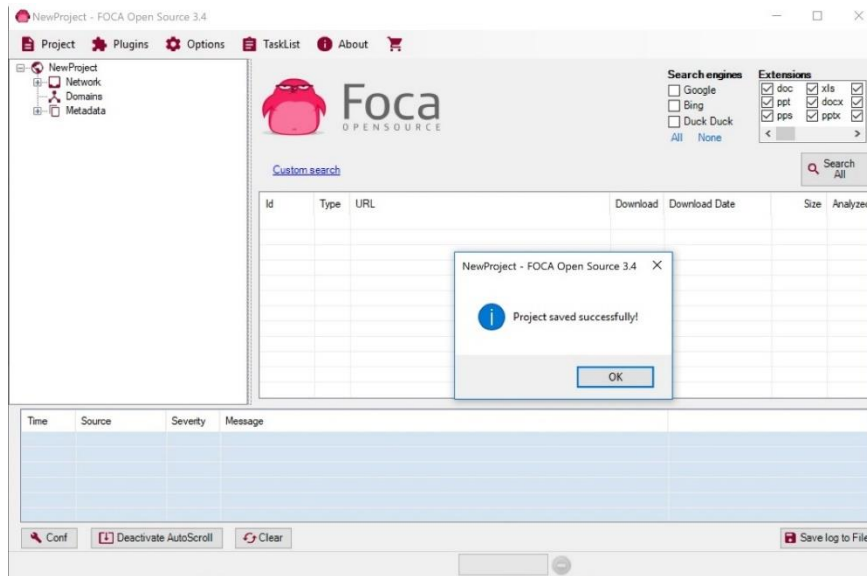 NewProject - FOCA Open Source 3.4
Project Plugins Options TaskList About
NewProject
Network
Domains
Metadata
Foca
OPENSOURCE
Search engines
Google
Bing
Duck Duck
All None
Extensions
doc xls
ppt docx
pps pptx
Custom search
Search
All
Id Type URL Download Download Date Size Analyze
NewProject - FOCA Open Source 3.4
Project saved successfully!
OK
Time Source Severity Message
Conf Deactivate AutoScroll Clear Save log to File